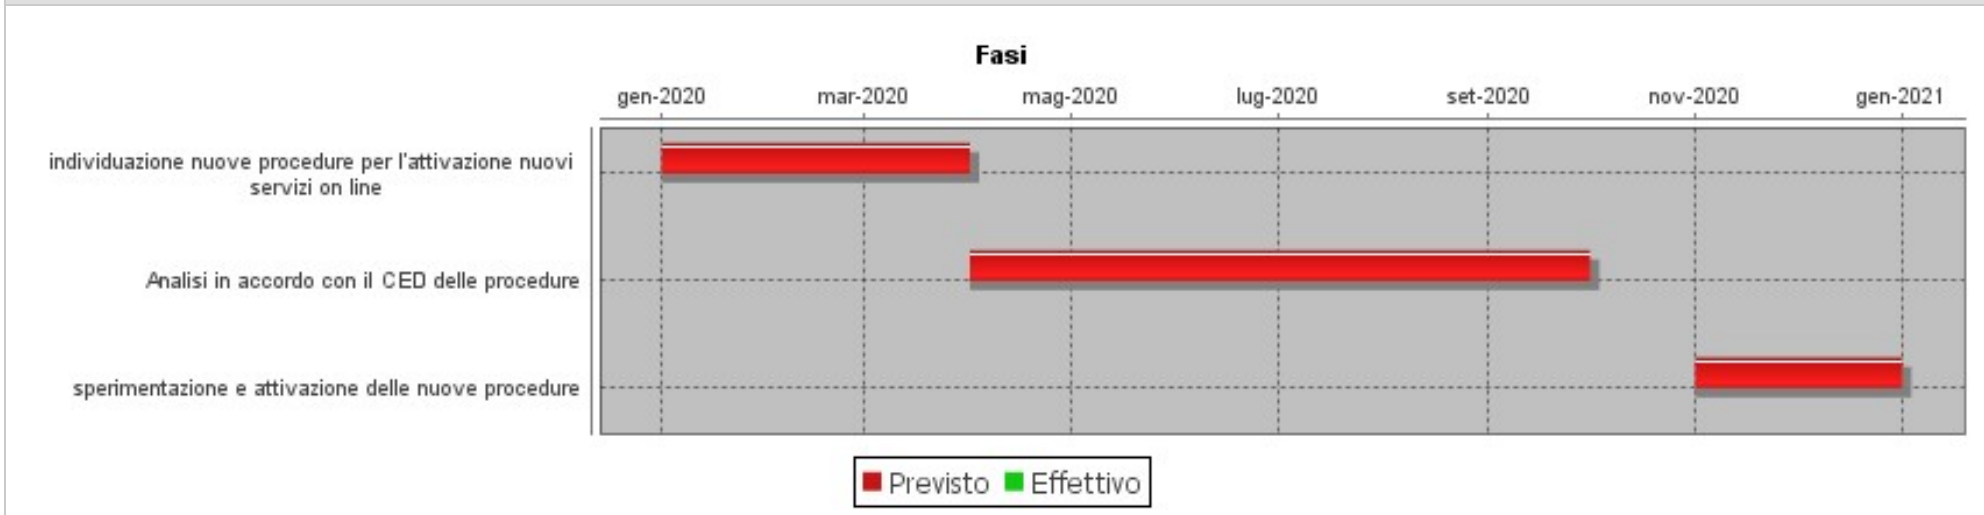 Fasi
gen-2020 mar-2020 mag-2020 lug-2020 set-2020 nov-2020 gen-2021
individuazione nuove procedure per l'attivazione nuovi
servizi on line
Analisi in accordo con il CED delle procedure
sperimentazione e attivazione delle nuove procedure
Previsto Effettivo